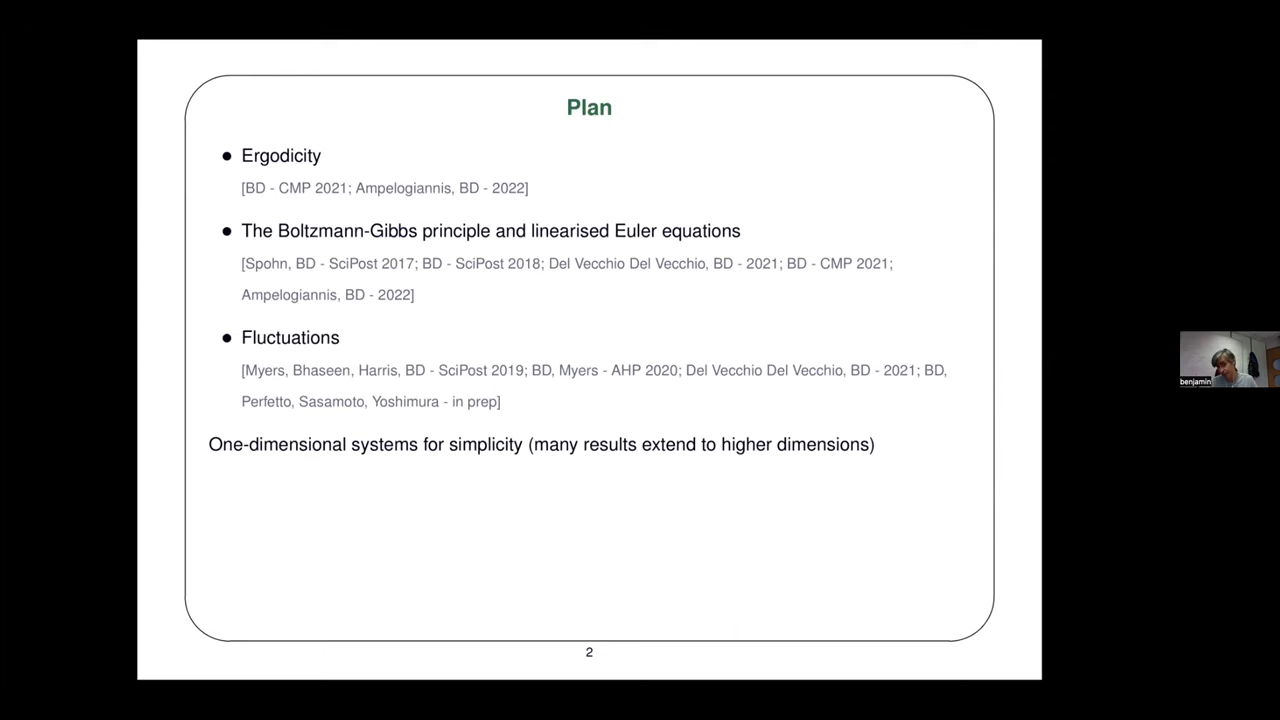 Plan
● Ergodicity
[BD - CMP 2021; Ampelogiannis, BD - 2022]
● The Boltzmann-Gibbs principle and linearised Euler equations
[Spohn, BD - SciPost 2017; BD - SciPost 2018; Del Vecchio Del Vecchio, BD - 2021; BD - CMP 2021;
Ampelogiannis, BD - 2022]
● Fluctuations
[Myers, Bhaseen, Harris, BD - SciPost 2019; BD, Myers - AHP 2020; Del Vecchio Del Vecchio, BD - 2021; BD,
Perfetto, Sasamoto, Yoshimura - in prep]
One-dimensional systems for simplicity (many results extend to higher dimensions)
2
benjamin